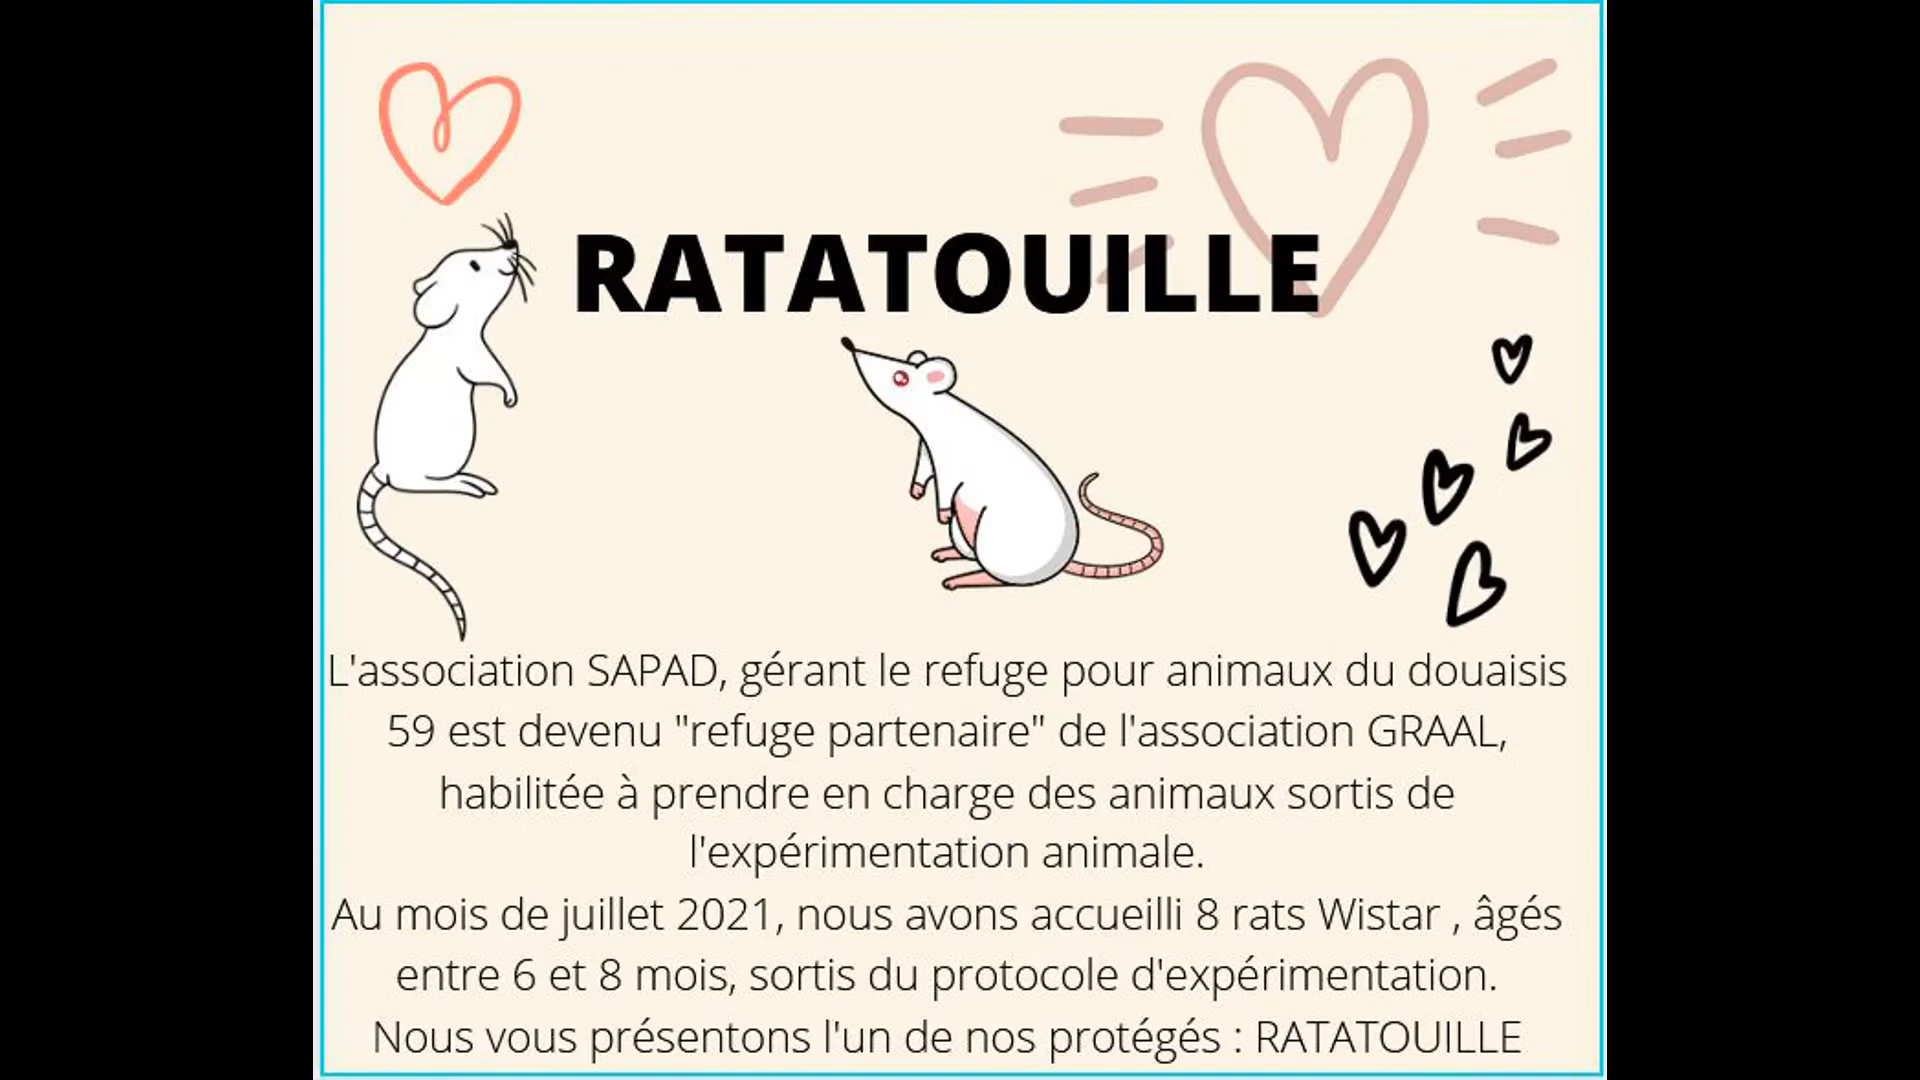 RATATOUILLE
L'association SAPAD, gérant le refuge pour animaux du douaisis
59 est devenu "refuge partenaire" de l'association GRAAL,
habilitée à prendre en charge des animaux sortis de
l'expérimentation animale.
Au mois de juillet 2021, nous avons accueilli 8 rats Wistar , âgés
entre 6 et 8 mois, sortis du protocole d'expérimentation.
Nous vous présentons l'un de nos protégés : RATATOUILLE